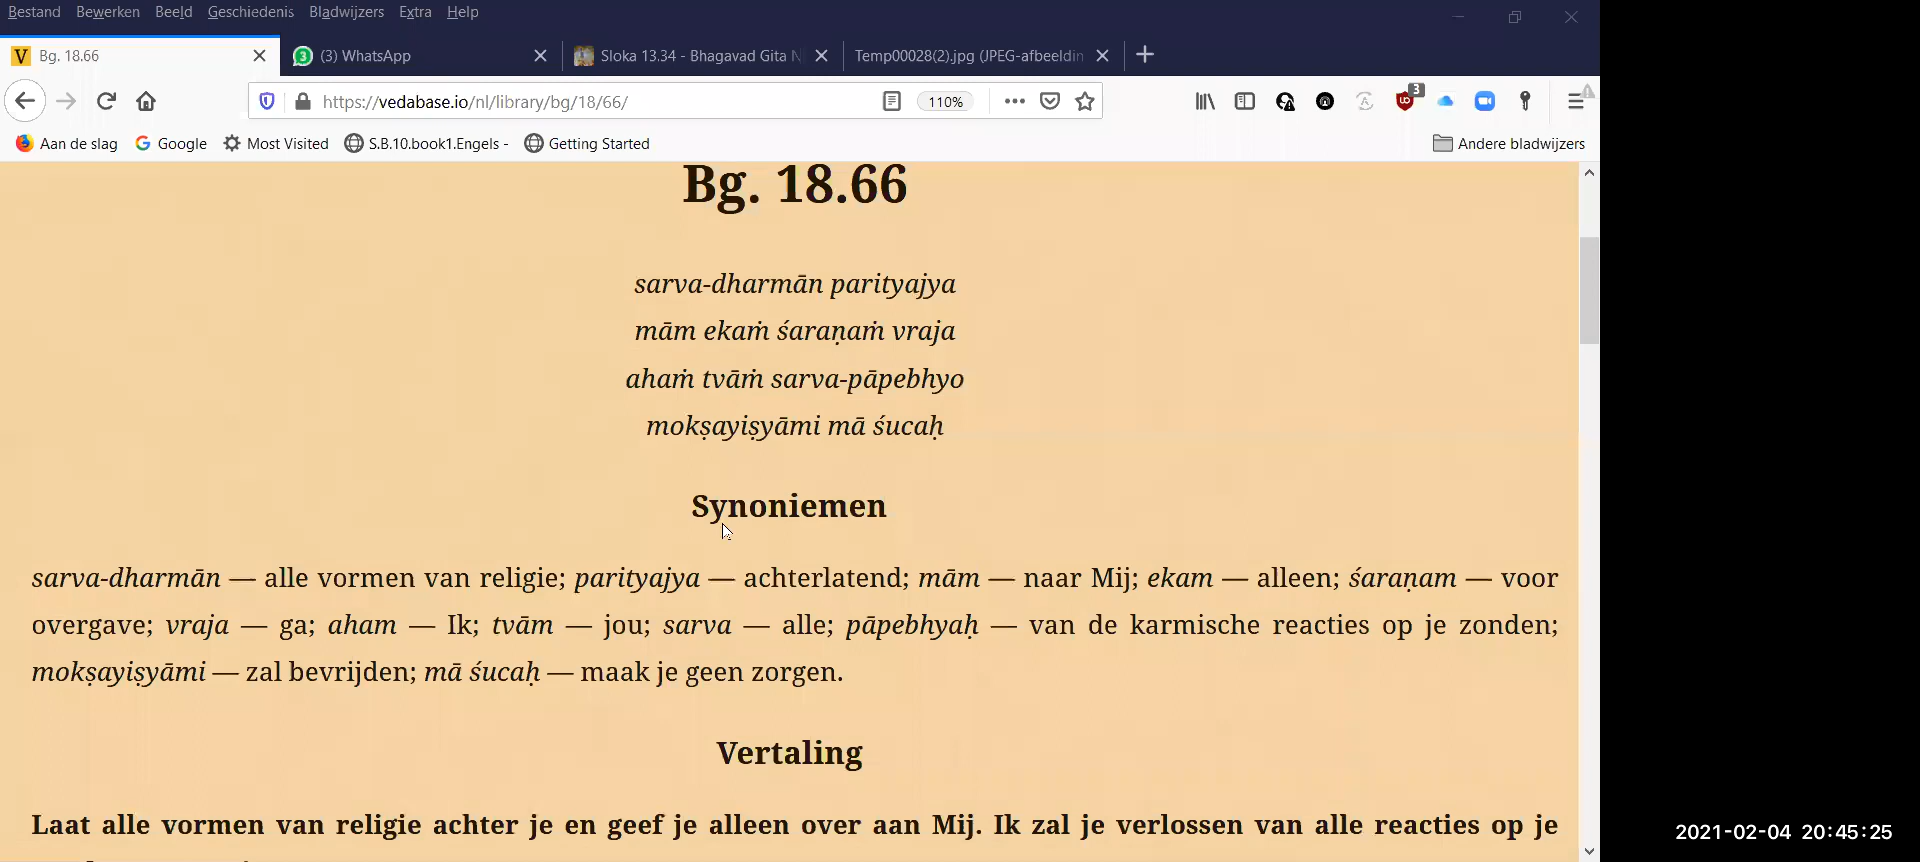 Bestand Bewerken Beeld Geschiedenis Bladwijzers Extra Help
Bg. 18.66
(3) WhatsApp
Sloka 13.34 - Bhagavad Gita N
Temp00028(2).jpg (JPEG-afbeeldin
https://vedabase.io/nl/library/bg/18/66/
110%
3
Aan de slag Google Most Visited S.B.10.book1.Engels - Getting Started Andere bladwijzers
Bg. 18.66
sarva-dharmān parityajya
mām ekaṁ śaraṇaṁ vraja
ahaṁ tvāṁ sarva-pāpebhyo
mokṣayiṣyāmi mā śucaḥ
Synoniemen
sarva-dharmān — alle vormen van religie; parityajya — achterlatend; mām — naar Mij; ekam — alleen; śaraṇam — voor
overgave; vraja — ga; aham — Ik; tvām — jou; sarva — alle; pāpebhyaḥ — van de karmische reacties op je zonden;
mokṣayiṣyāmi — zal bevrijden; mā śucaḥ — maak je geen zorgen.
Vertaling
Laat alle vormen van religie achter je en geef je alleen over aan Mij. Ik zal je verlossen van alle reacties op je
2021-02-04 20:45:25